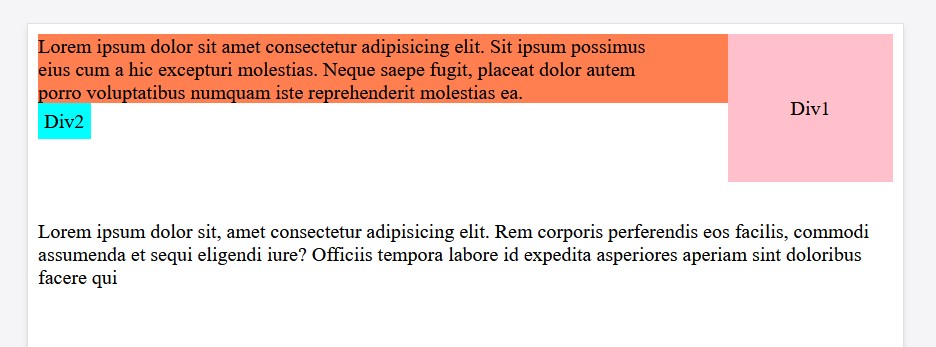 Lorem ipsum dolor sit amet consectetur adipisicing elit. Sit ipsum possimus
eius cum a hic excepturi molestias. Neque saepe fugit, placeat dolor autem
porro voluptatibus numquam iste reprehenderit molestias ea.
Div1
Div2
Lorem ipsum dolor sit, amet consectetur adipisicing elit. Rem corporis perferendis eos facilis, commodi
assumenda et sequi eligendi iure? Officiis tempora labore id expedita asperiores aperiam sint doloribus
facere qui